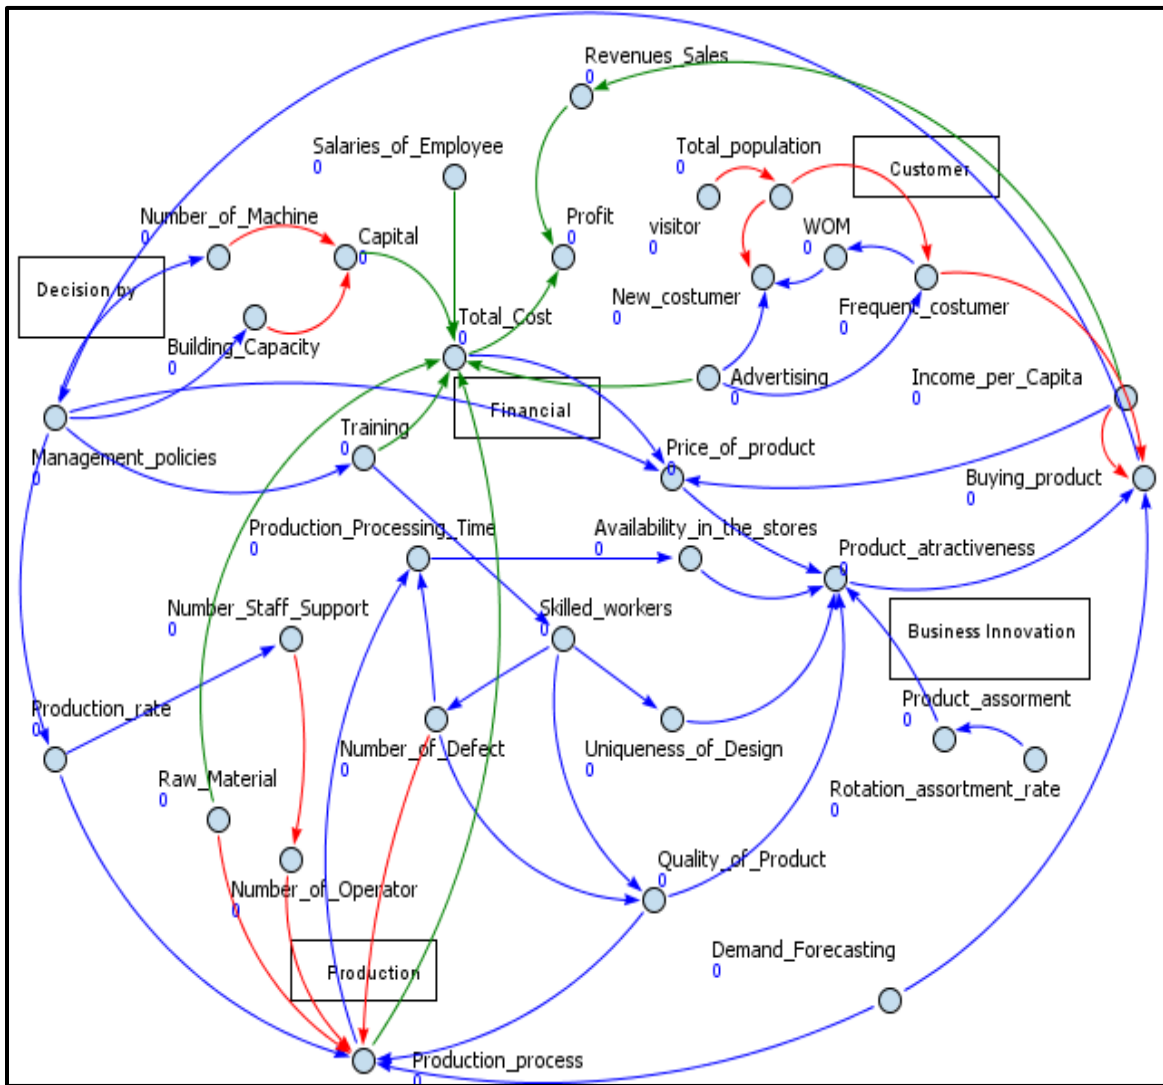 Revenues_Sales
0
Salaries_of_Employee
0
Total_population
0
Customer
Number_of_Machine
0
Capital
0
Profit
0
visitor
0
WOM
0
Decision by
New_costumer
0
Frequent_costumer
0
Total_Cost
0
Building_Capacity
0
Advertising
0
Income_per_Capita
0
Financial
Training
0
Management_policies
0
Price_of_product
0
Buying_product
0
Production_Processing_Time
0
Availability_in_the_stores
0
Product_atractiveness
0
Number_Staff_Support
0
Skilled_workers
0
Business Innovation
Production_rate
0
Product_assorment
0
Number_of_Defect
0
Uniqueness_of_Design
0
Raw_Material
0
Rotation_assortment_rate
0
Number_of_Operator
0
Quality_of_Product
0
Demand_Forecasting
0
Production
Production_process
0